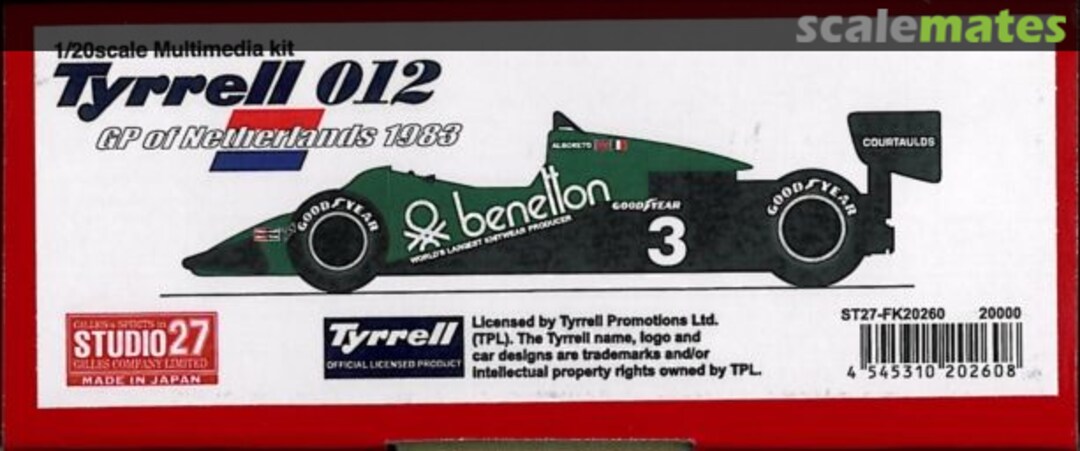 scalemates
1/20scale Multimedia kit
Tyrrell 012
GP of Netherlands 1983
ALBORETO
COURTAULDS
GOODYEAR
benetton
WORLD'S LARGEST KNITWEAR PRODUCER
GOODYEAR
3
GOODYEAR
GILLES'S SPIRITS in
STUDIO27
GILLES COMPANY LIMITED
MADE IN JAPAN
Tyrrell
OFFICIAL LICENSED PRODUCT
Licensed by Tyrrell Promotions Ltd.
(TPL). The Tyrrell name, logo and
car designs are trademarks and/or
Intellectual property rights owned by TPL.
ST27-FK20260 20000
4 545310 202608